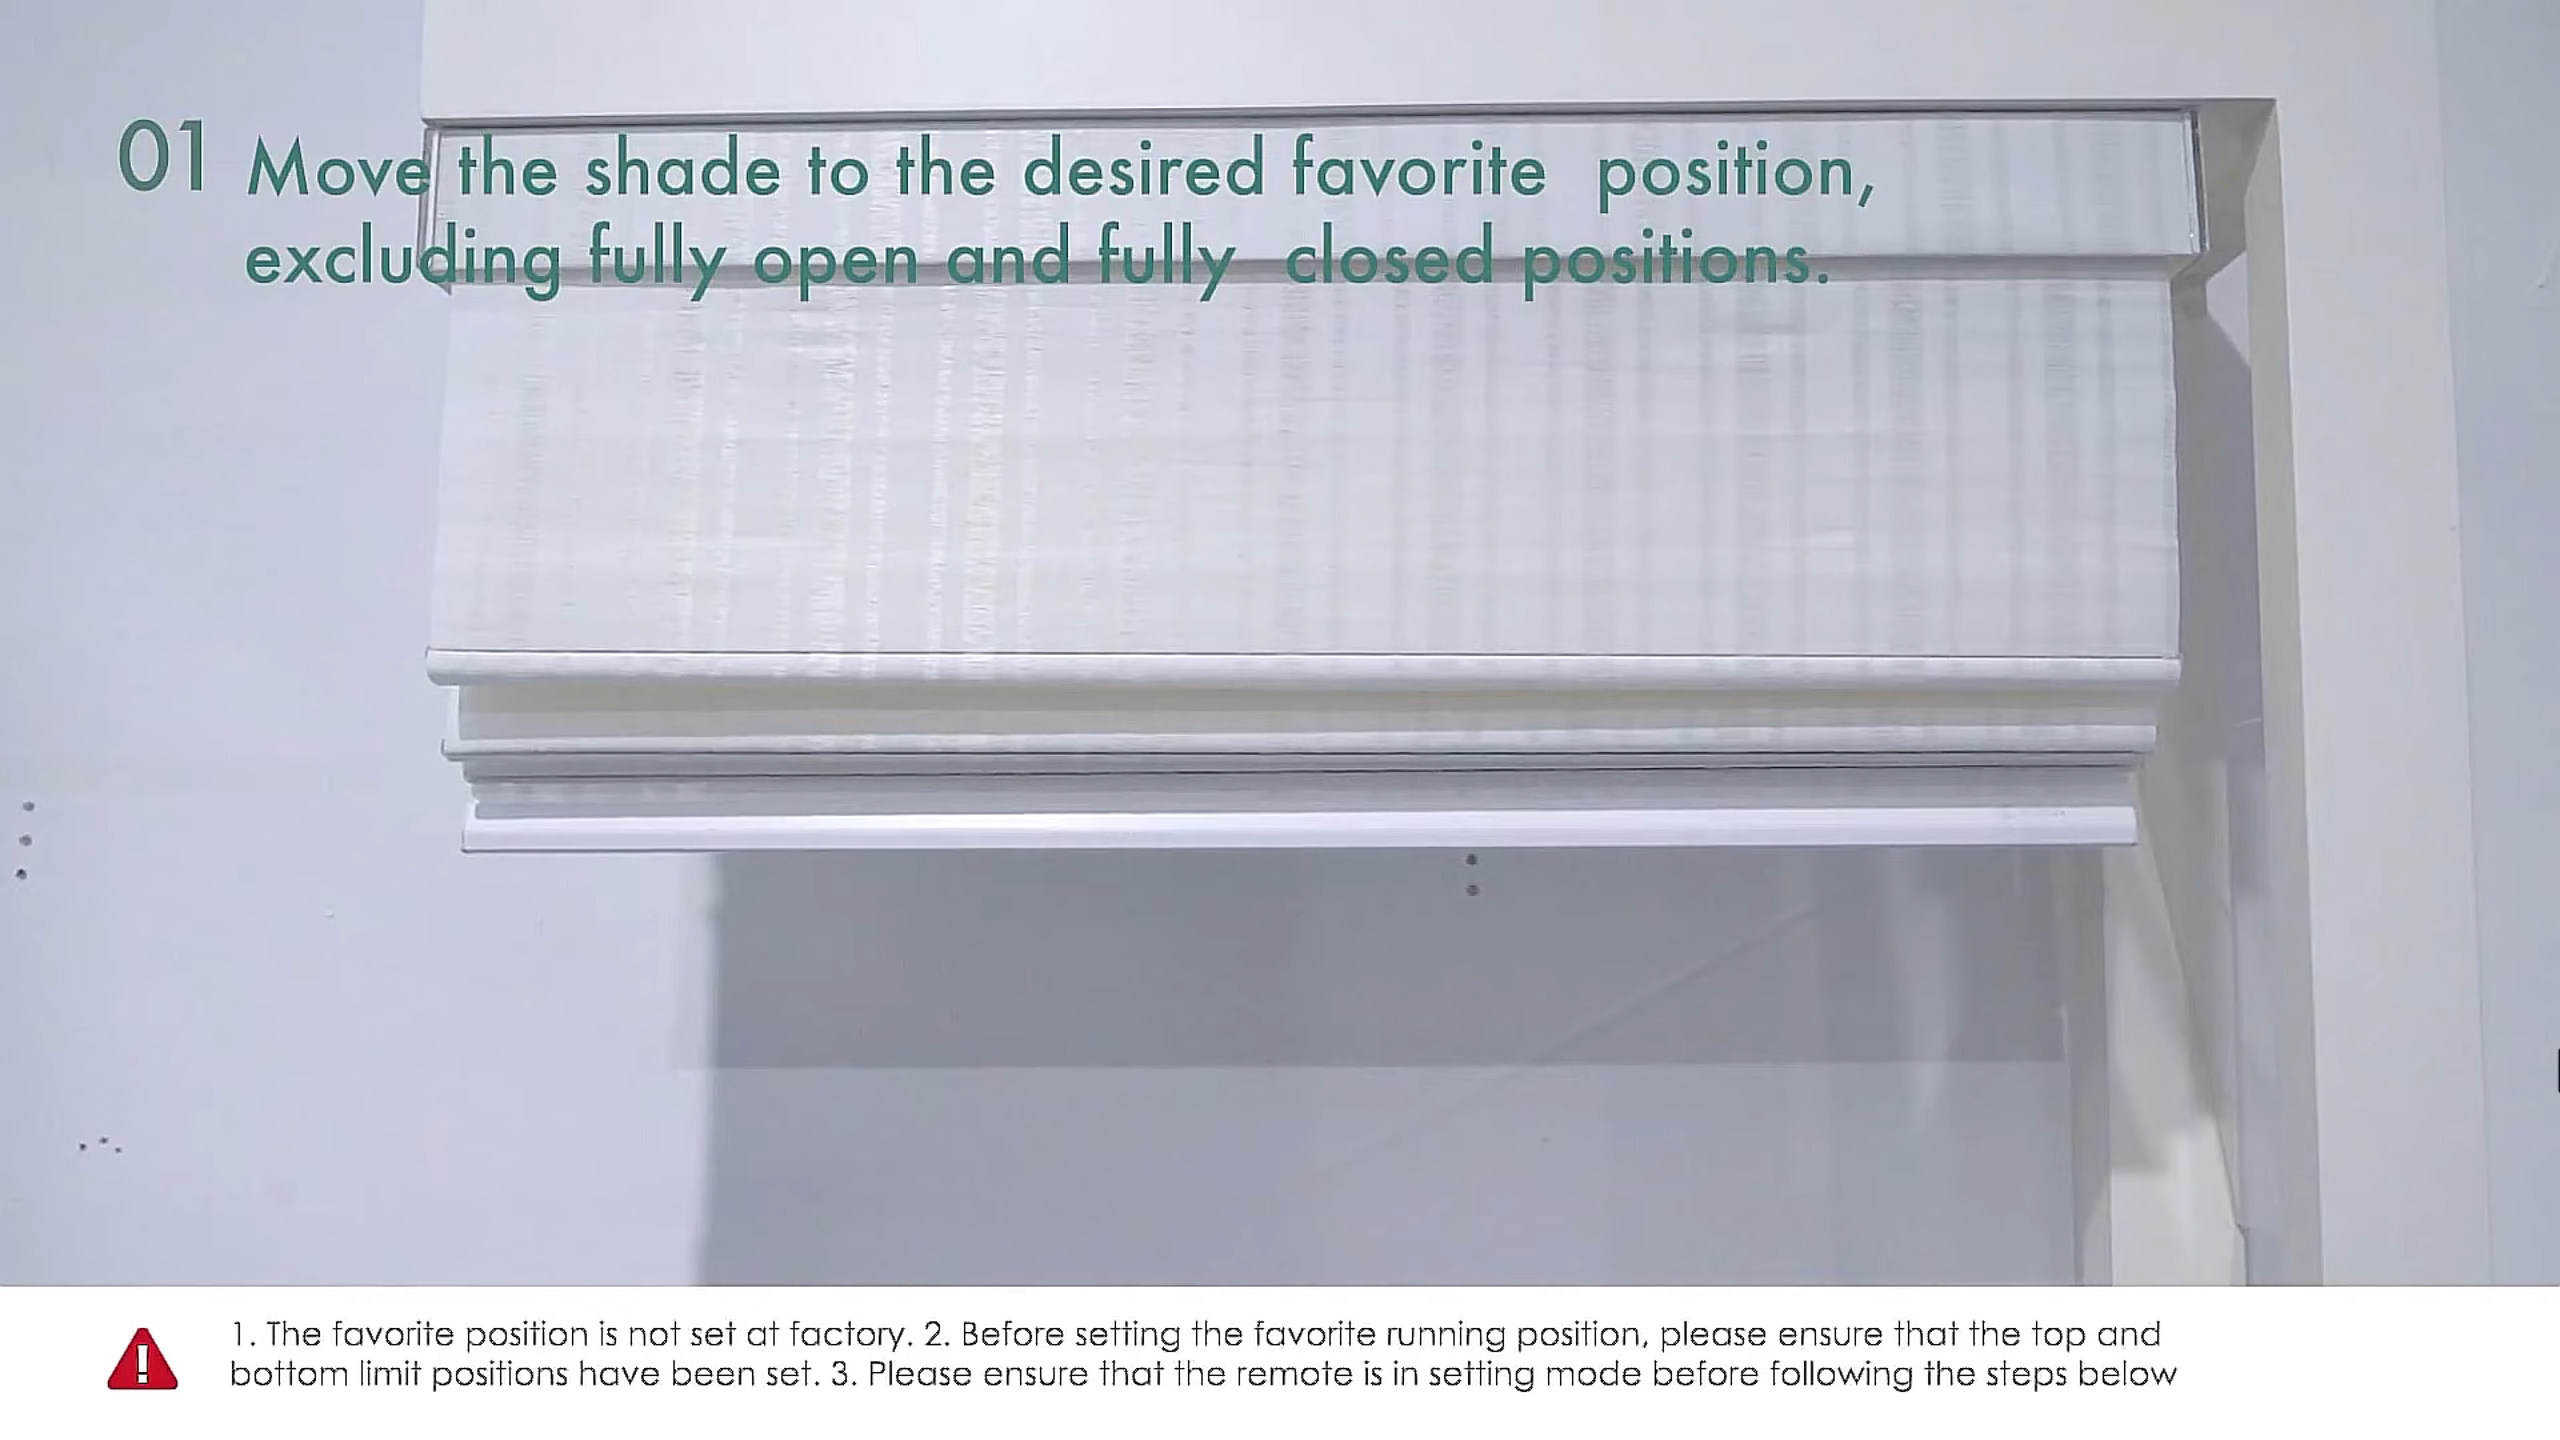 01 Move the shade to the desired favorite position,
excluding fully open and fully closed positions.
1. The favorite position is not set at factory. 2. Before setting the favorite running position, please ensure that the top and
bottom limit positions have been set. 3. Please ensure that the remote is in setting mode before following the steps below